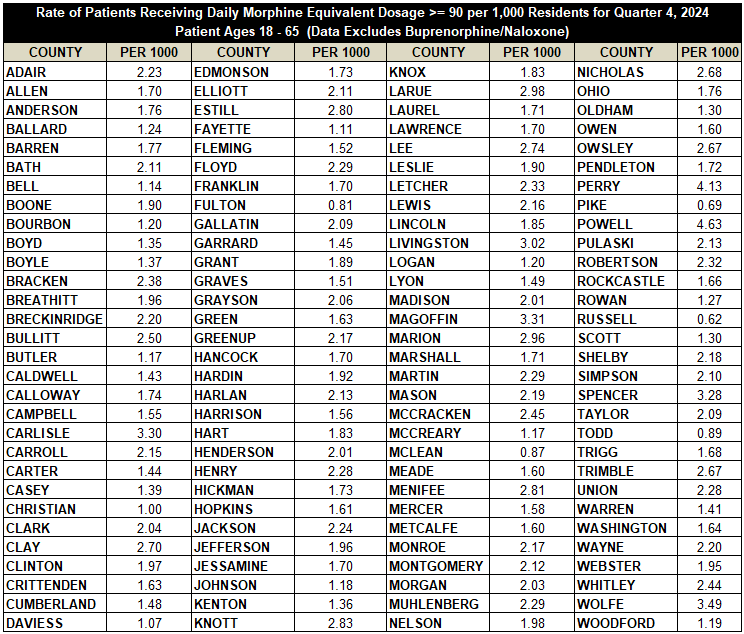 Rate of Patients Receiving Daily Morphine Equivalent Dosage >= 90 per 1,000 Residents for Quarter 4, 2024
Patient Ages 18 - 65 (Data Excludes Buprenorphine/Naloxone)
COUNTY PER 1000 COUNTY PER 1000 COUNTY PER 1000 COUNTY PER 1000
ADAIR 2.23 EDMONSON 1.73 KNOX 1.83 NICHOLAS 2.68
ALLEN 1.70 ELLIOTT 2.11 LARUE 2.98 OHIO 1.76
ANDERSON 1.76 ESTILL 2.80 LAUREL 1.71 OLDHAM 1.30
BALLARD 1.24 FAYETTE 1.11 LAWRENCE 1.70 OWEN 1.60
BARREN 1.77 FLEMING 1.52 LEE 2.74 OWSLEY 2.67
BATH 2.11 FLOYD 2.29 LESLIE 1.90 PENDLETON 1.72
BELL 1.14 FRANKLIN 1.70 LETCHER 2.33 PERRY 4.13
BOONE 1.90 FULTON 0.81 LEWIS 2.16 PIKE 0.69
BOURBON 1.20 GALLATIN 2.09 LINCOLN 1.85 POWELL 4.63
BOYD 1.35 GARRARD 1.45 LIVINGSTON 3.02 PULASKI 2.13
BOYLE 1.37 GRANT 1.89 LOGAN 1.20 ROBERTSON 2.32
BRACKEN 2.38 GRAVES 1.51 LYON 1.49 ROCKCASTLE 1.66
BREATHITT 1.96 GRAYSON 2.06 MADISON 2.01 ROWAN 1.27
BRECKINRIDGE 2.20 GREEN 1.63 MAGOFFIN 3.31 RUSSELL 0.62
BULLITT 2.50 GREENUP 2.17 MARION 2.96 SCOTT 1.30
BUTLER 1.17 HANCOCK 1.70 MARSHALL 1.71 SHELBY 2.18
CALDWELL 1.43 HARDIN 1.92 MARTIN 2.29 SIMPSON 2.10
CALLOWAY 1.74 HARLAN 2.13 MASON 2.19 SPENCER 3.28
CAMPBELL 1.55 HARRISON 1.56 MCCRACKEN 2.45 TAYLOR 2.09
CARLISLE 3.30 HART 1.83 MCCREARY 1.17 TODD 0.89
CARROLL 2.15 HENDERSON 2.01 MCLEAN 0.87 TRIGG 1.68
CARTER 1.44 HENRY 2.28 MEADE 1.60 TRIMBLE 2.67
CASEY 1.39 HICKMAN 1.73 MENIFEE 2.81 UNION 2.28
CHRISTIAN 1.00 HOPKINS 1.61 MERCER 1.58 WARREN 1.41
CLARK 2.04 JACKSON 2.24 METCALFE 1.60 WASHINGTON 1.64
CLAY 2.70 JEFFERSON 1.96 MONROE 2.17 WAYNE 2.20
CLINTON 1.97 JESSAMINE 1.70 MONTGOMERY 2.12 WEBSTER 1.95
CRITTENDEN 1.63 JOHNSON 1.18 MORGAN 2.03 WHITLEY 2.44
CUMBERLAND 1.48 KENTON 1.36 MUHLENBERG 2.29 WOLFE 3.49
DAVIESS 1.07 KNOTT 2.83 NELSON 1.98 WOODFORD 1.19